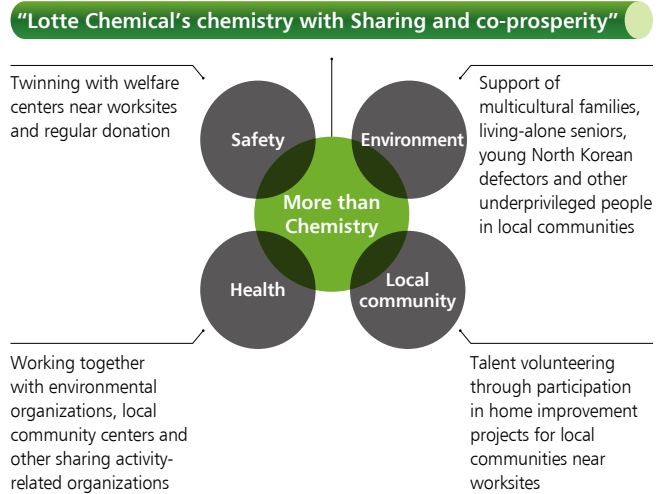 “Lotte Chemical’s chemistry with Sharing and co-prosperity”
Twinning with welfare
centers near worksites
and regular donation
Support of
multicultural families,
living-alone seniors,
young North Korean
defectors and other
underprivileged people
in local communities
Safety
Environment
More than
Chemistry
Health
Local
community
Working together
with environmental
organizations, local
community centers and
other sharing activity-
related organizations
Talent volunteering
through participation
in home improvement
projects for local
communities near
worksites